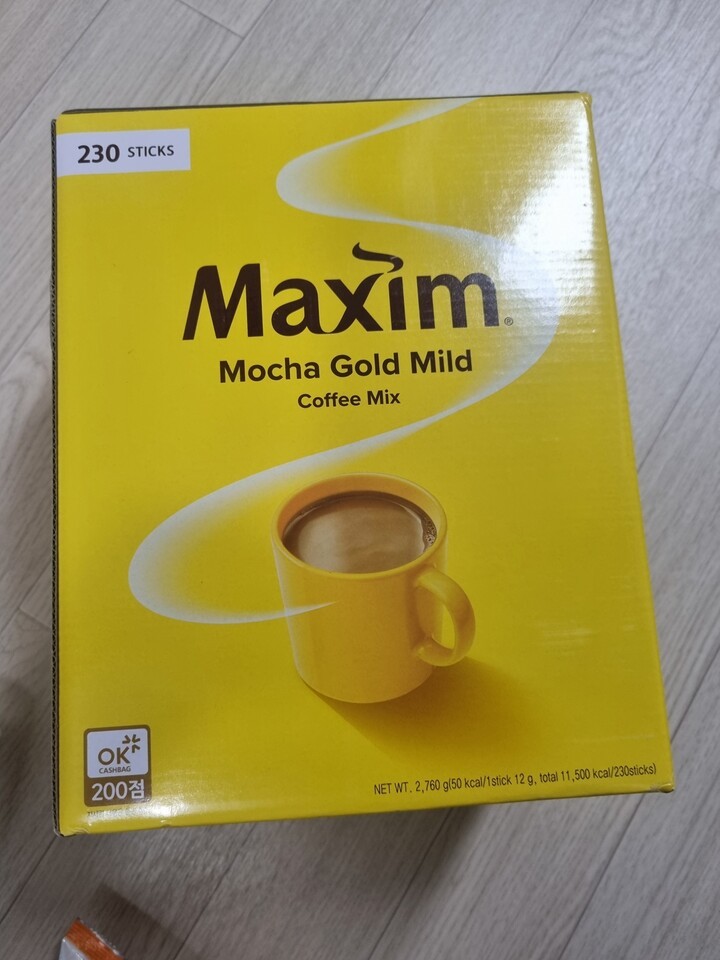 230 STICKS
Maxim®
Mocha Gold Mild
Coffee Mix
OK
CASHBAG
200점
NET WT. 2,760 g(50 kcal/1stick 12 g, total 11,500 kcal/230sticks)